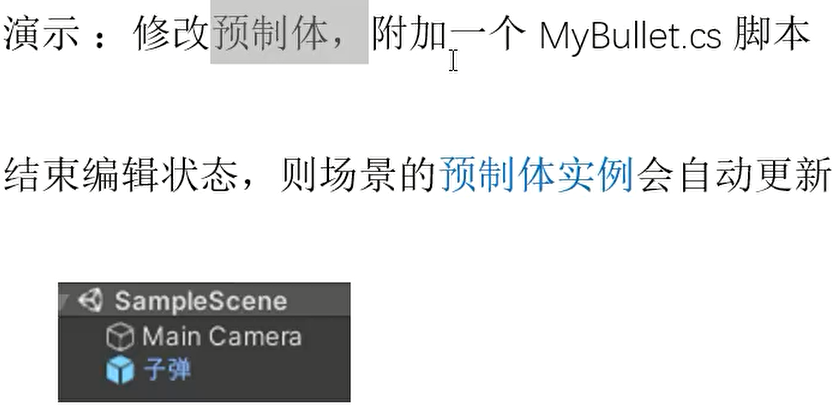 演示：修改预制体，附加一个 MyBullet.cs 脚本
结束编辑状态，则场景的预制体实例会自动更新
SampleScene
Main Camera
子弹